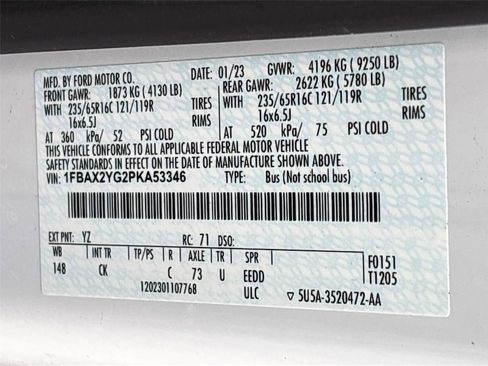 MFD. BY FORD MOTOR CO. 01/23 GVWR: 4196 KG ( 9250 LB)
FRONT GAWR: 1873 KG ( 4130 LB) REAR GAWR: 2622 KG ( 5780 LB)
WITH 235/65R16C 121/119R TIRES WITH 235/65R16C 121/119R TIRES
16x6.5J RIMS 16x6.5J RIMS
AT 360 kPa/ 52 PSI COLD AT 520 kPa/ 75 PSI COLD
THIS VEHICLE CONFORMS TO ALL APPLICABLE FEDERAL MOTOR VEHICLE
SAFETY STANDARDS IN EFFECT ON THE DATE OF MANUFACTURE SHOWN ABOVE.
VIN: 1FBAX2YG2PKA53346 TYPE: Bus (Not school bus)
EXT PNT: YZ RC: 71 DSO:
WB INT TR TP/PS R AXLE TR SPR F0151
148 CK C 73 U EEDD T1205
1202301107768 ULC 5U5A-3520472-AA